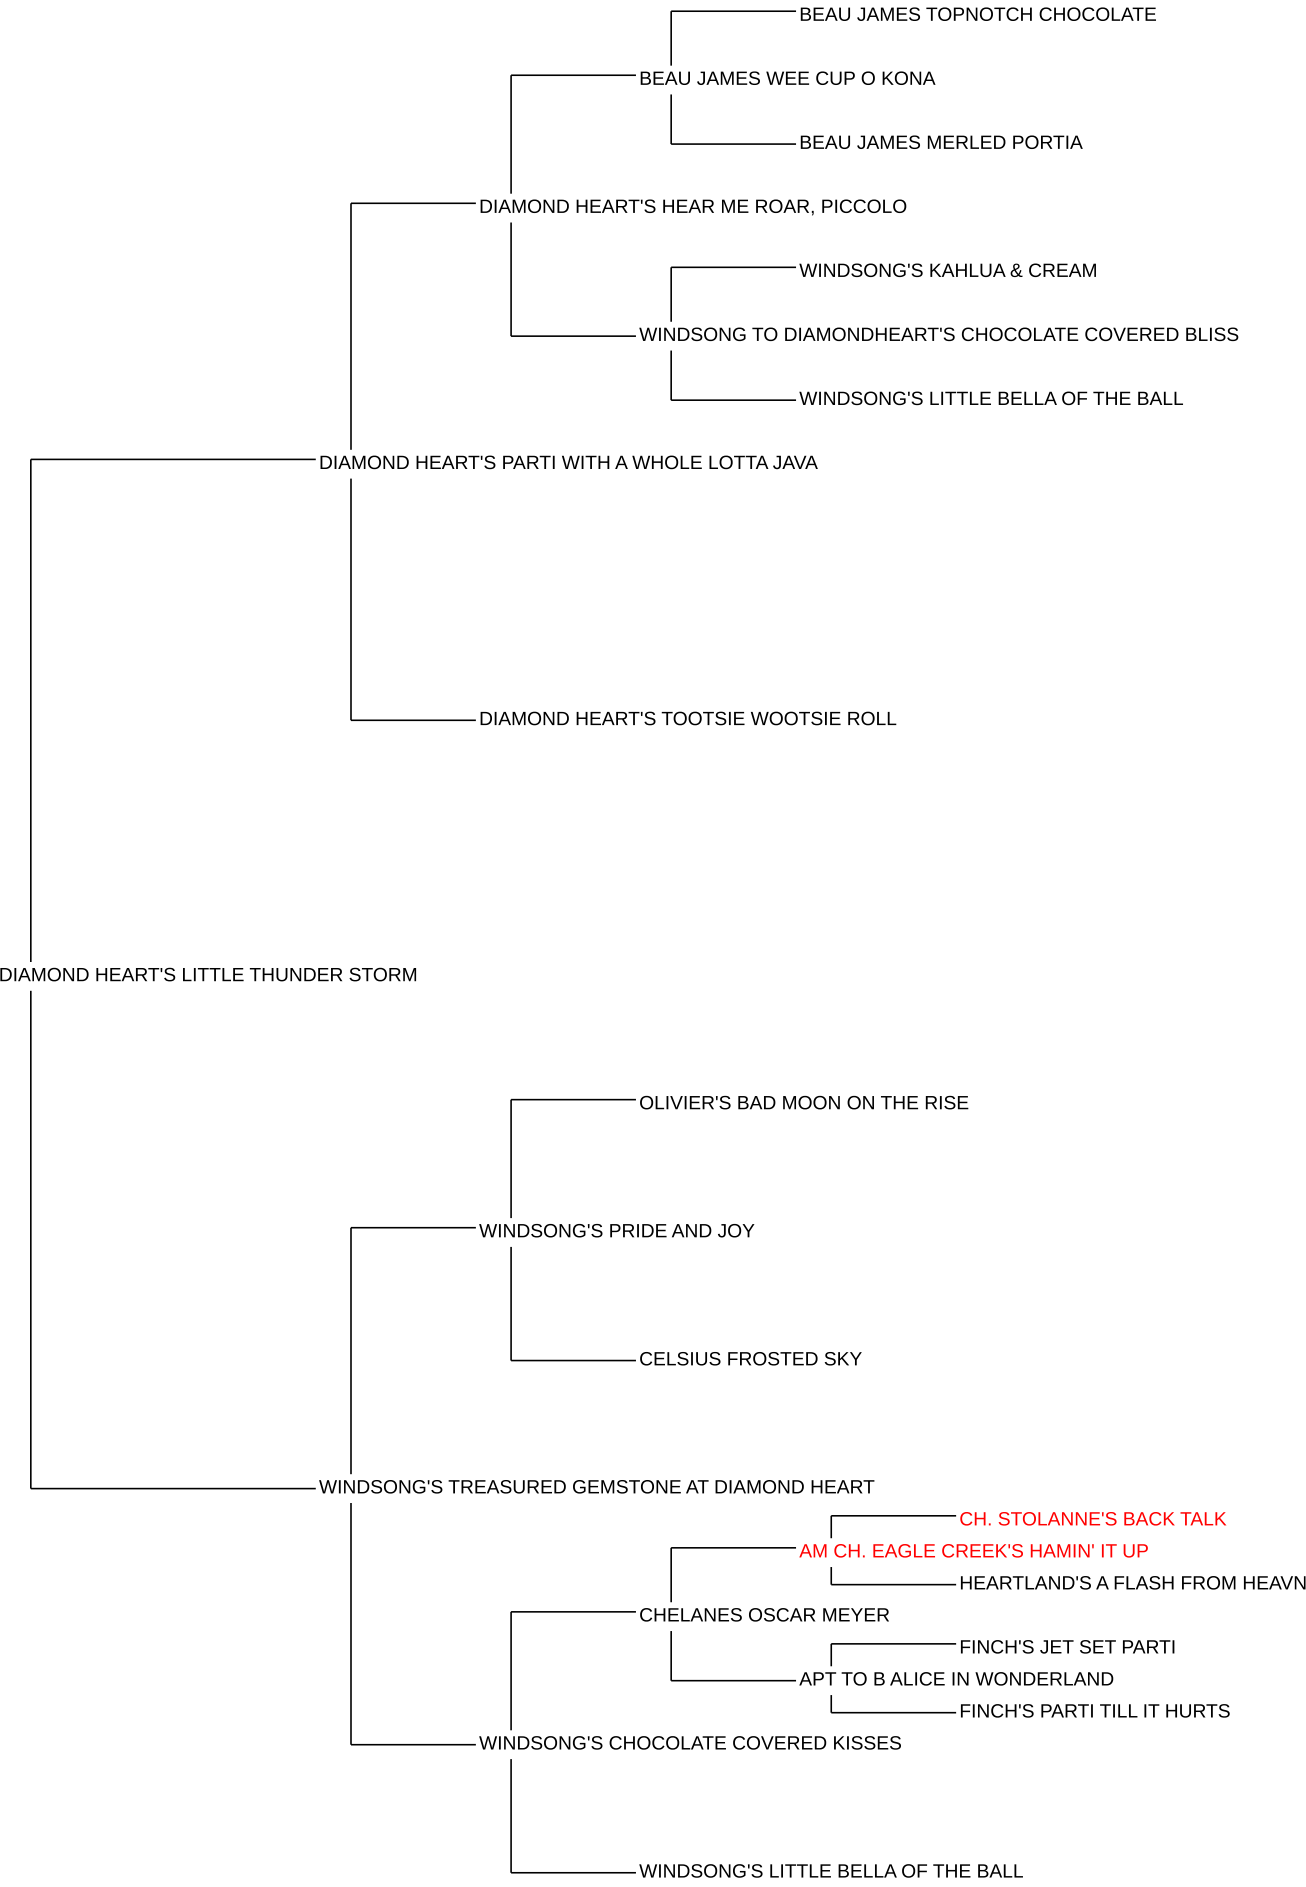 BEAU JAMES TOPNOTCH CHOCOLATE
BEAU JAMES WEE CUP O KONA
BEAU JAMES MERLED PORTIA
DIAMOND HEART'S HEAR ME ROAR, PICCOLO
WINDSONG'S KAHLUA & CREAM
WINDSONG TO DIAMONDHEART'S CHOCOLATE COVERED BLISS
WINDSONG'S LITTLE BELLA OF THE BALL
DIAMOND HEART'S PARTI WITH A WHOLE LOTTA JAVA
DIAMOND HEART'S TOOTSIE WOOTSIE ROLL
DIAMOND HEART'S LITTLE THUNDER STORM
OLIVIER'S BAD MOON ON THE RISE
WINDSONG'S PRIDE AND JOY
CELSIUS FROSTED SKY
WINDSONG'S TREASURED GEMSTONE AT DIAMOND HEART
CH. STOLANNE'S BACK TALK
AM CH. EAGLE CREEK'S HAMIN' IT UP
HEARTLAND'S A FLASH FROM HEAVN
CHELANES OSCAR MEYER
FINCH'S JET SET PARTI
APT TO B ALICE IN WONDERLAND
FINCH'S PARTI TILL IT HURTS
WINDSONG'S CHOCOLATE COVERED KISSES
WINDSONG'S LITTLE BELLA OF THE BALL